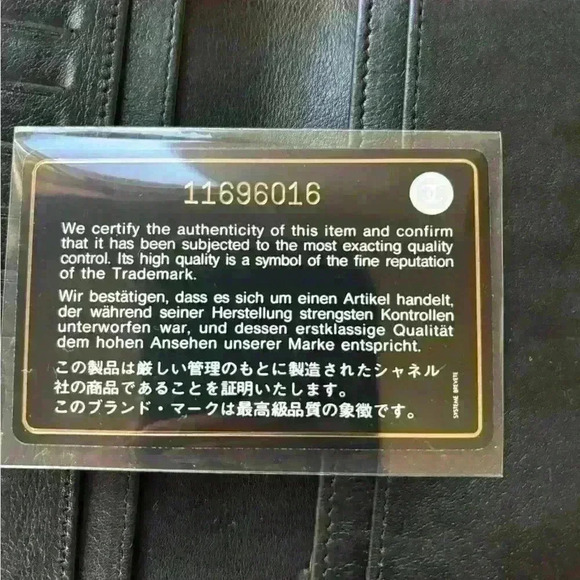 11696016
We certify the authenticity of this item and confirm
that it has been subjected to the most exacting quality
control. Its high quality is a symbol of the fine reputation
of the Trademark.
Wir bestätigen, dass es sich um einen Artikel handelt,
der während seiner Herstellung strengsten Kontrollen
unterworfen war, und dessen erstklassige Qualität
dem hohen Ansehen unserer Marke entspricht.
この製品は厳しい管理のもとに製造されたシャネル
社の商品であることを証明いたします。
このブランド・マークは最高級品質の象徴です。
SYSTEME BREVETE